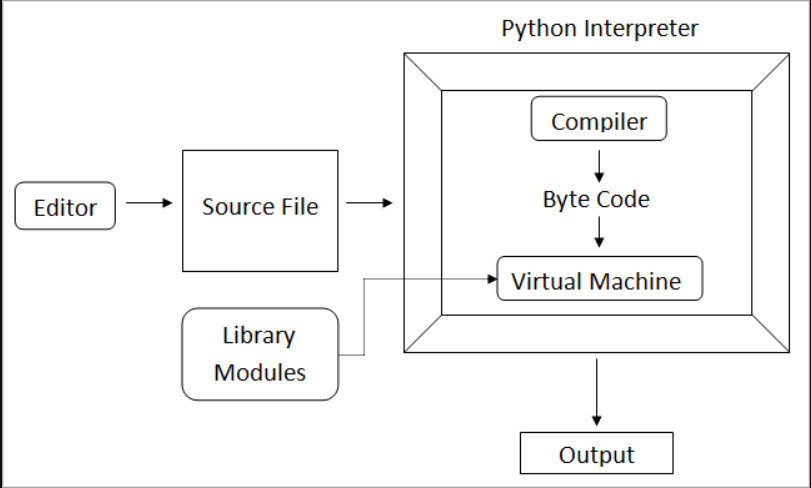 Python Interpreter
Compiler
Byte Code
Virtual Machine
Editor
Source File
Library
Modules
Output